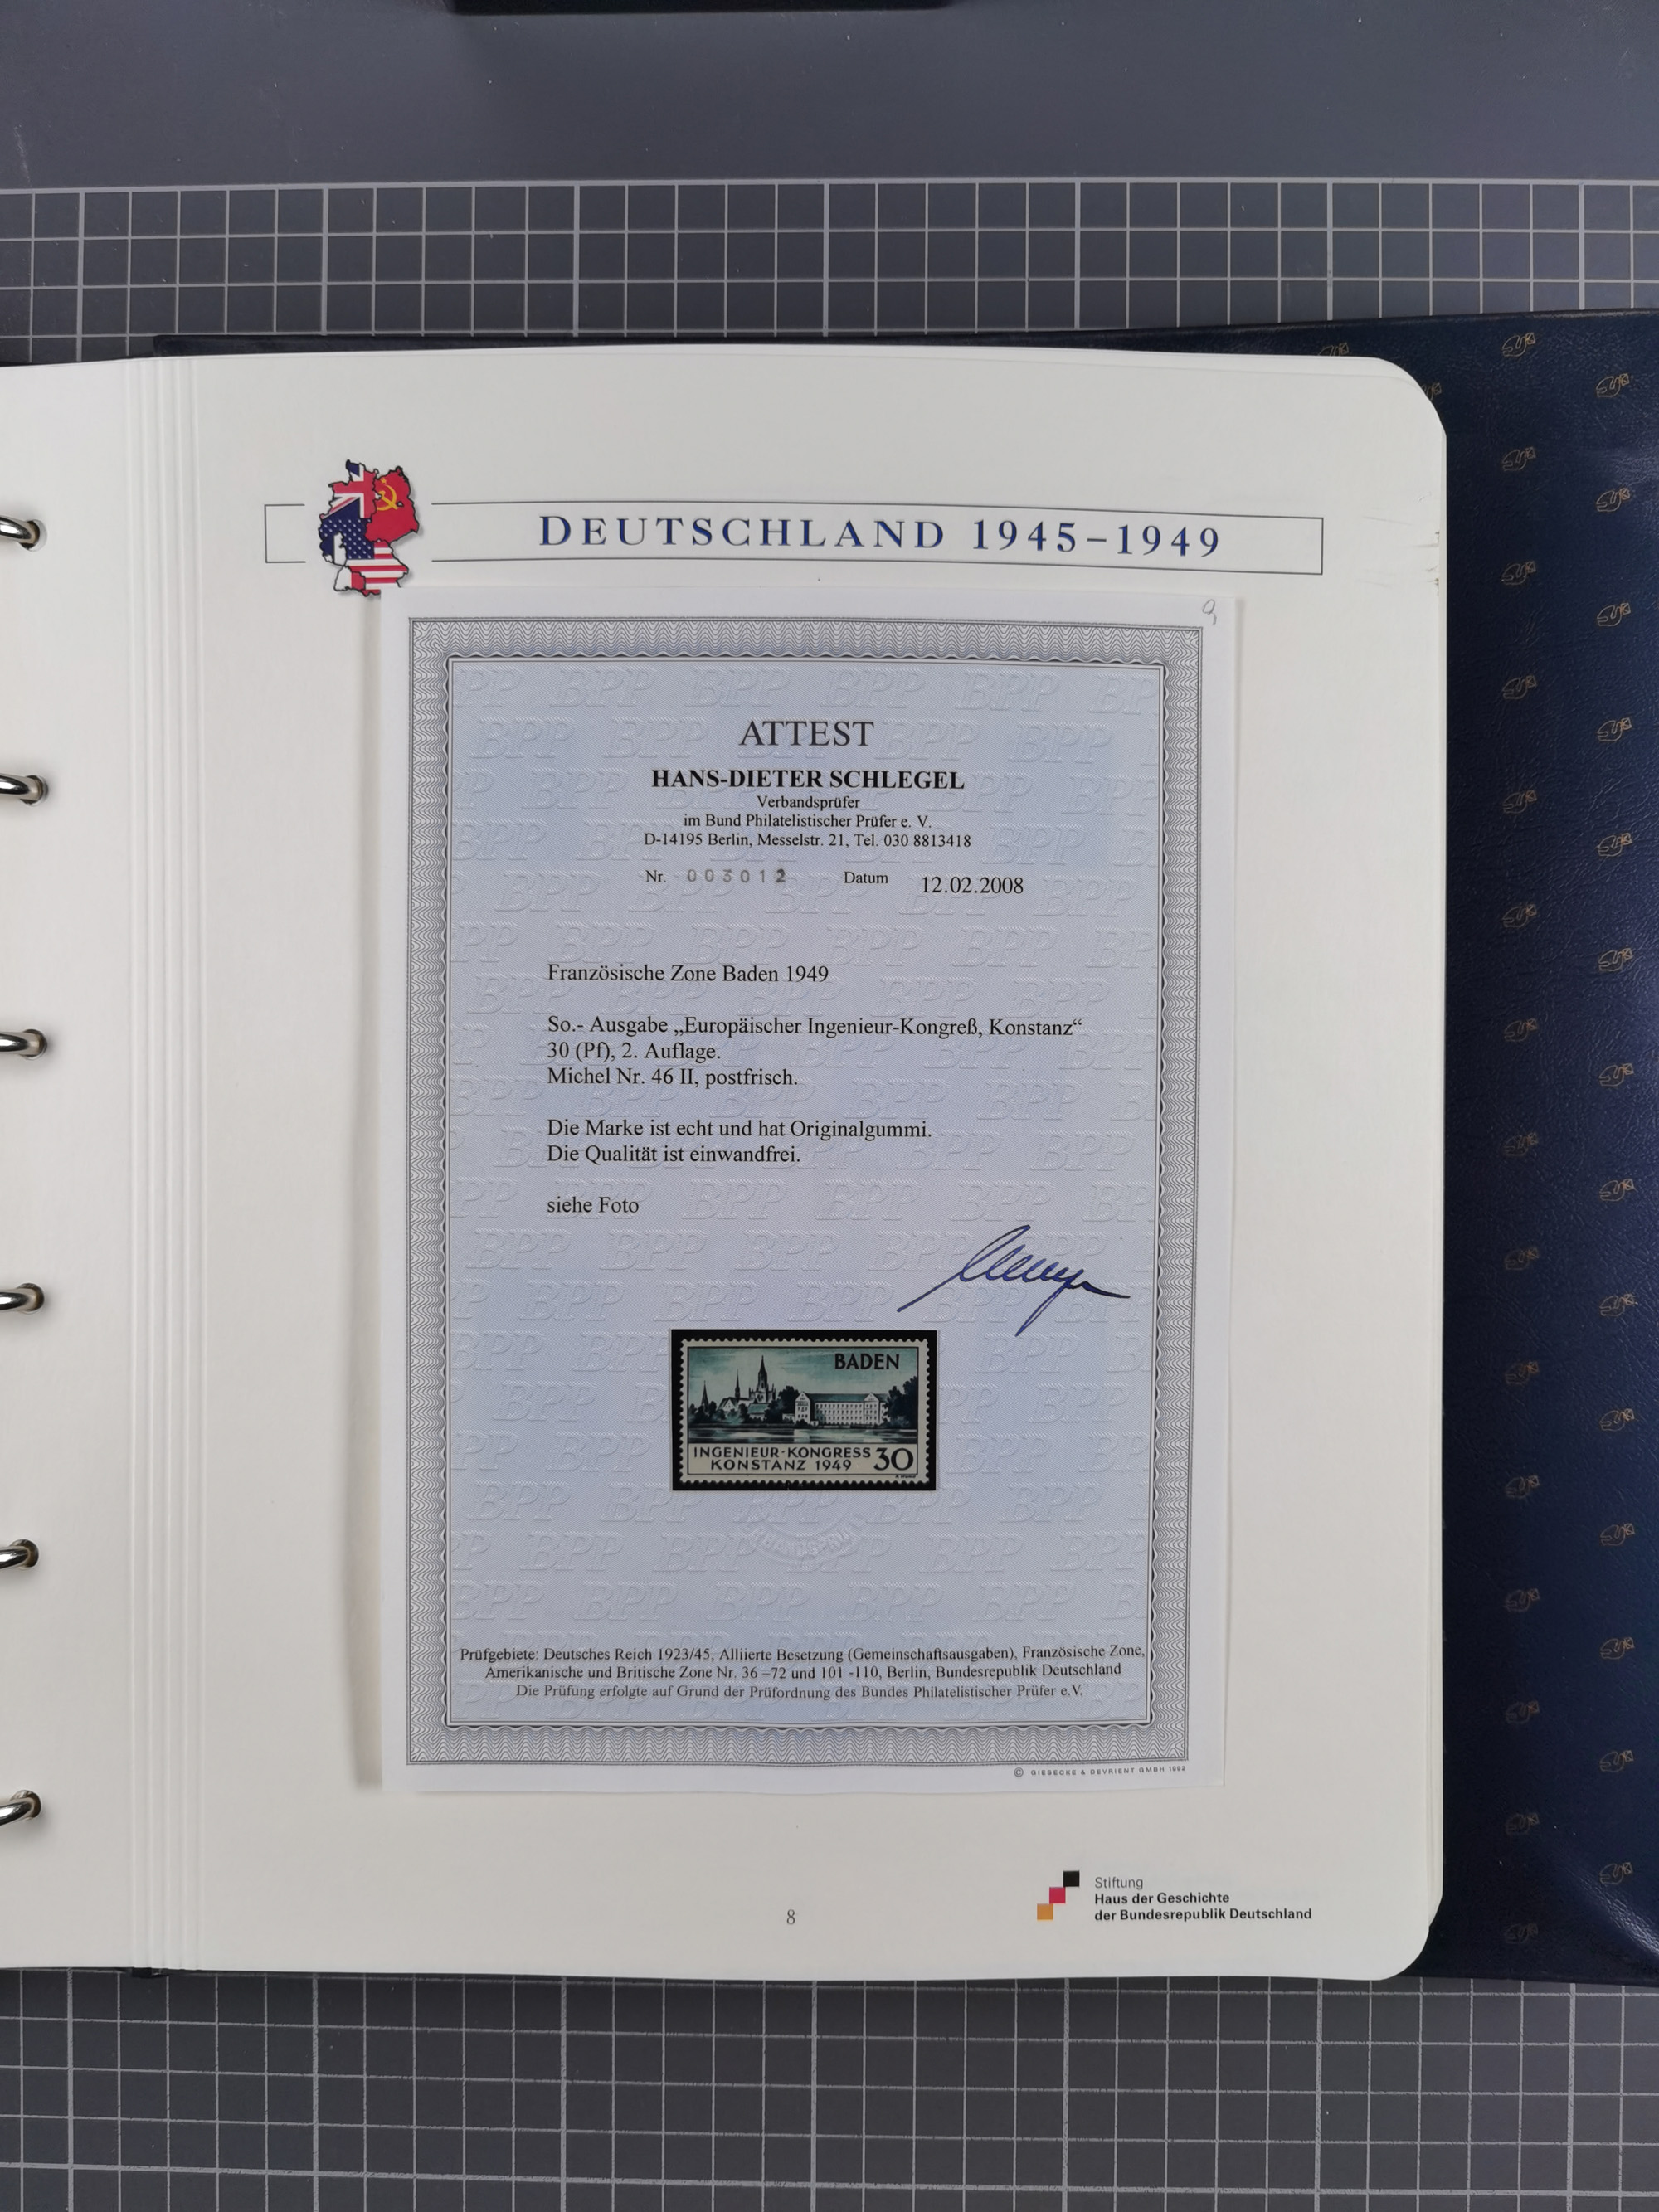 DEUTSCHLAND 1945–1949
ATTEST
HANS-DIETER SCHLEGEL
Verbandsprüfer
im Bund Philatelistischer Prüfer e. V.
D-14195 Berlin, Messelstr. 21, Tel. 030 8813418
Nr. 003012 Datum 12.02.2008
Französische Zone Baden 1949
So.- Ausgabe „Europäischer Ingenieur-Kongreß, Konstanz“
30 (Pf), 2. Auflage.
Michel Nr. 46 II, postfrisch.
Die Marke ist echt und hat Originalgummi.
Die Qualität ist einwandfrei.
siehe Foto
BADEN
INGENIEUR-KONGRESS 30
KONSTANZ 1949
Prüfgebiete: Deutsches Reich 1923/45, Alliierte Besetzung (Gemeinschaftsausgaben), Französische Zone,
Amerikanische und Britische Zone Nr. 36 –72 und 101 -110, Berlin, Bundesrepublik Deutschland
Die Prüfung erfolgte auf Grund der Prüfordnung des Bundes Philatelistischer Prüfer e.V.
© GIESECKE & DEVRIENT GMBH 1992
8
Stiftung
Haus der Geschichte
der Bundesrepublik Deutschland